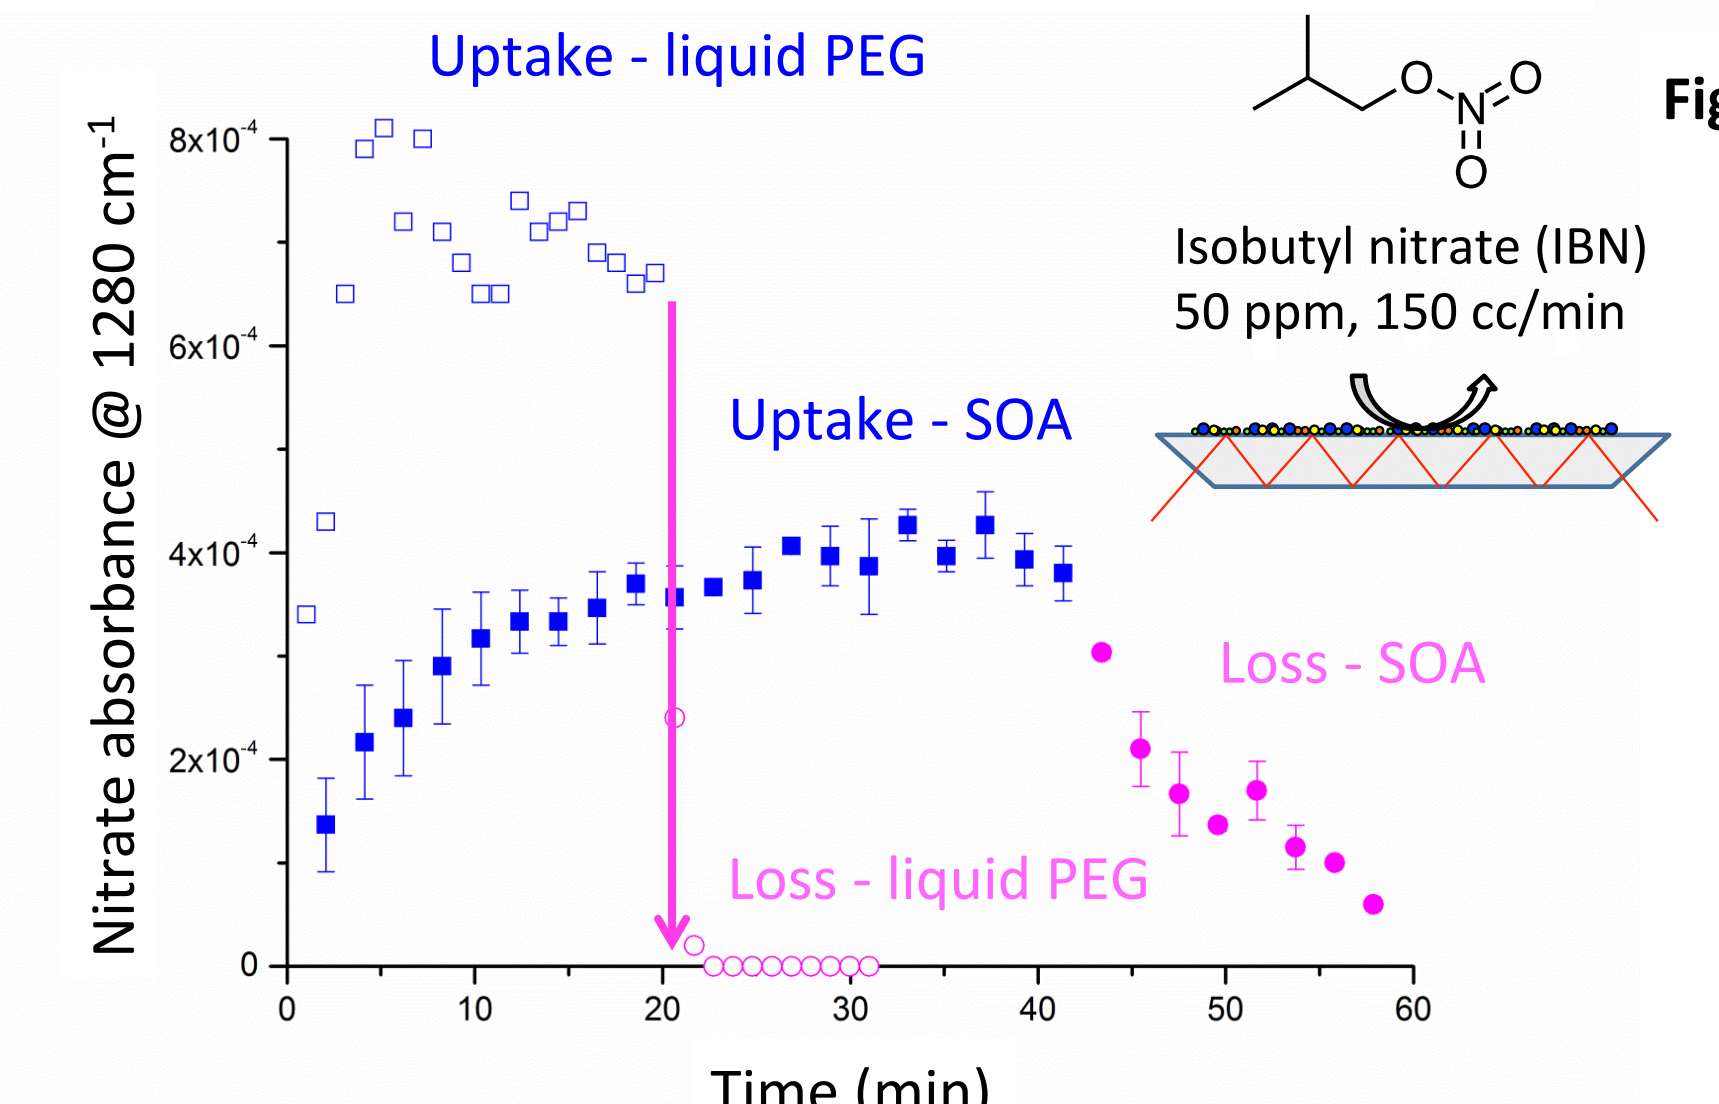 Uptake - liquid PEG
Nitrate absorbance @ 1280 cm⁻¹
8x10⁻⁴
6x10⁻⁴
4x10⁻⁴
2x10⁻⁴
0
O
N
O
O
Isobutyl nitrate (IBN)
50 ppm, 150 cc/min
Uptake - SOA
Loss - SOA
Loss - liquid PEG
0 10 20 30 40 50 60
Time (min)